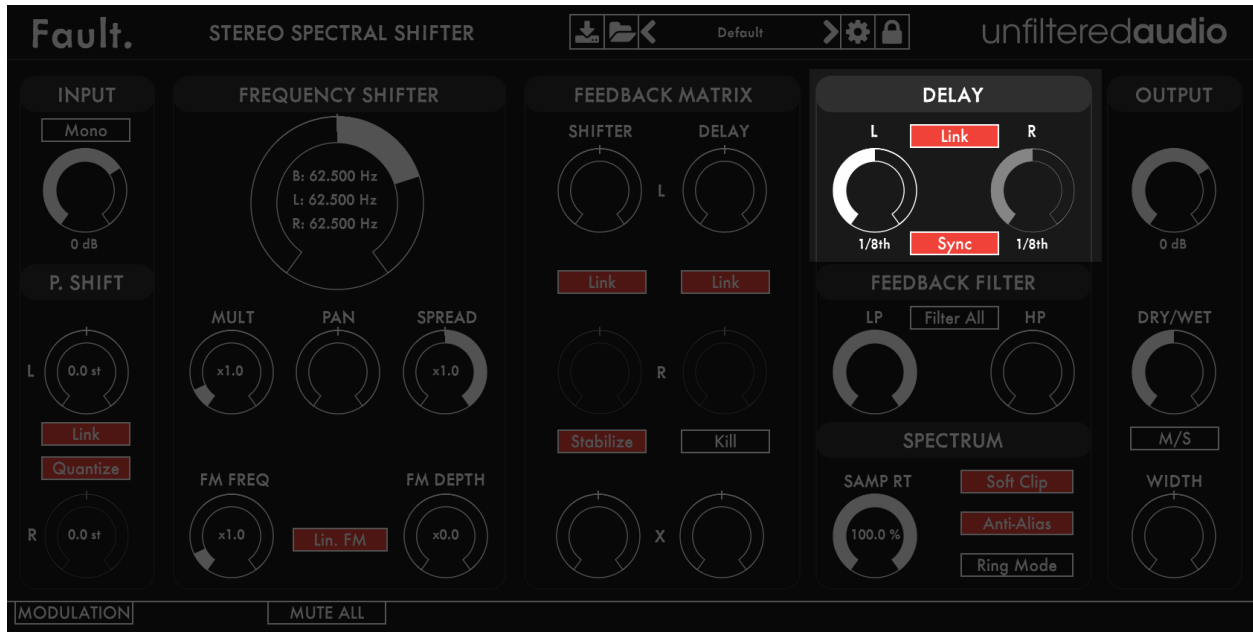 Fault.
STEREO SPECTRAL SHIFTER
Default
unfilteredaudio
INPUT
Mono
0 dB
P. SHIFT
L
0.0 st
Link
Quantize
R
0.0 st
FREQUENCY SHIFTER
B: 62.500 Hz
L: 62.500 Hz
R: 62.500 Hz
MULT
PAN
SPREAD
x1.0
x1.0
FM FREQ
FM DEPTH
x1.0
Lin. FM
x0.0
FEEDBACK MATRIX
SHIFTER
DELAY
L
Link
Link
R
Stabilize
Kill
X
DELAY
L
Link
R
1/8th
Sync
1/8th
FEEDBACK FILTER
LP
Filter All
HP
SPECTRUM
SAMP RT
100.0 %
Soft Clip
Anti-Alias
Ring Mode
OUTPUT
0 dB
DRY/WET
M/S
WIDTH
MODULATION
MUTE ALL